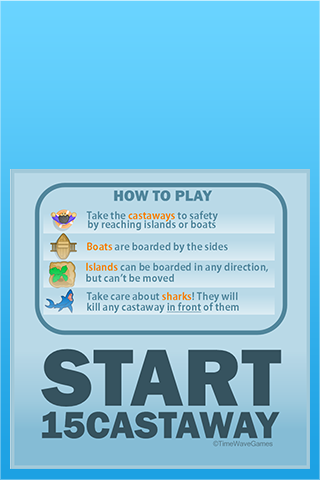 HOW TO PLAY
Take the castaways to safety
by reaching islands or boats
Boats are boarded by the sides
Islands can be boarded in any direction,
but can't be moved
Take care about sharks! They will
kill any castaway in front of them
START
15CASTAWAY
©TimeWaveGames